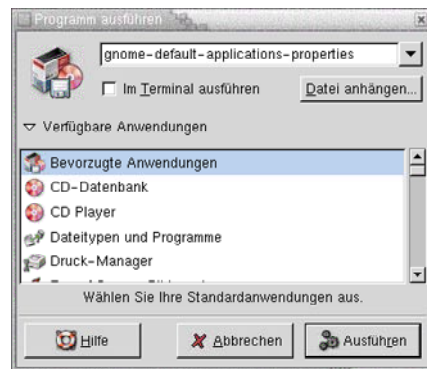 Programm ausführen
gnome-default-applications-properties
Im Terminal ausführen
Datei anhängen...
Verfügbare Anwendungen
Bevorzugte Anwendungen
CD-Datenbank
CD Player
Dateitypen und Programme
Druck-Manager
Wählen Sie Ihre Standardanwendungen aus.
Hilfe
Abbrechen
Ausführen